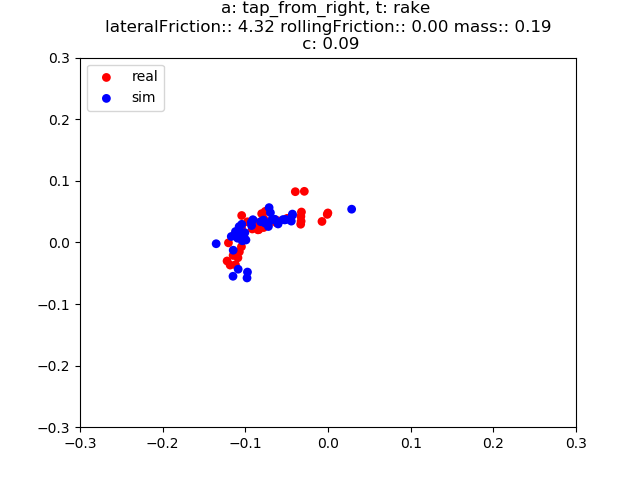 a: tap_from_right, t: rake
lateralFriction:: 4.32 rollingFriction:: 0.00 mass:: 0.19
c: 0.09
real
sim
0.3
0.2
0.1
0.0
−0.1
−0.2
−0.3
−0.3
−0.2
−0.1
0.0
0.1
0.2
0.3